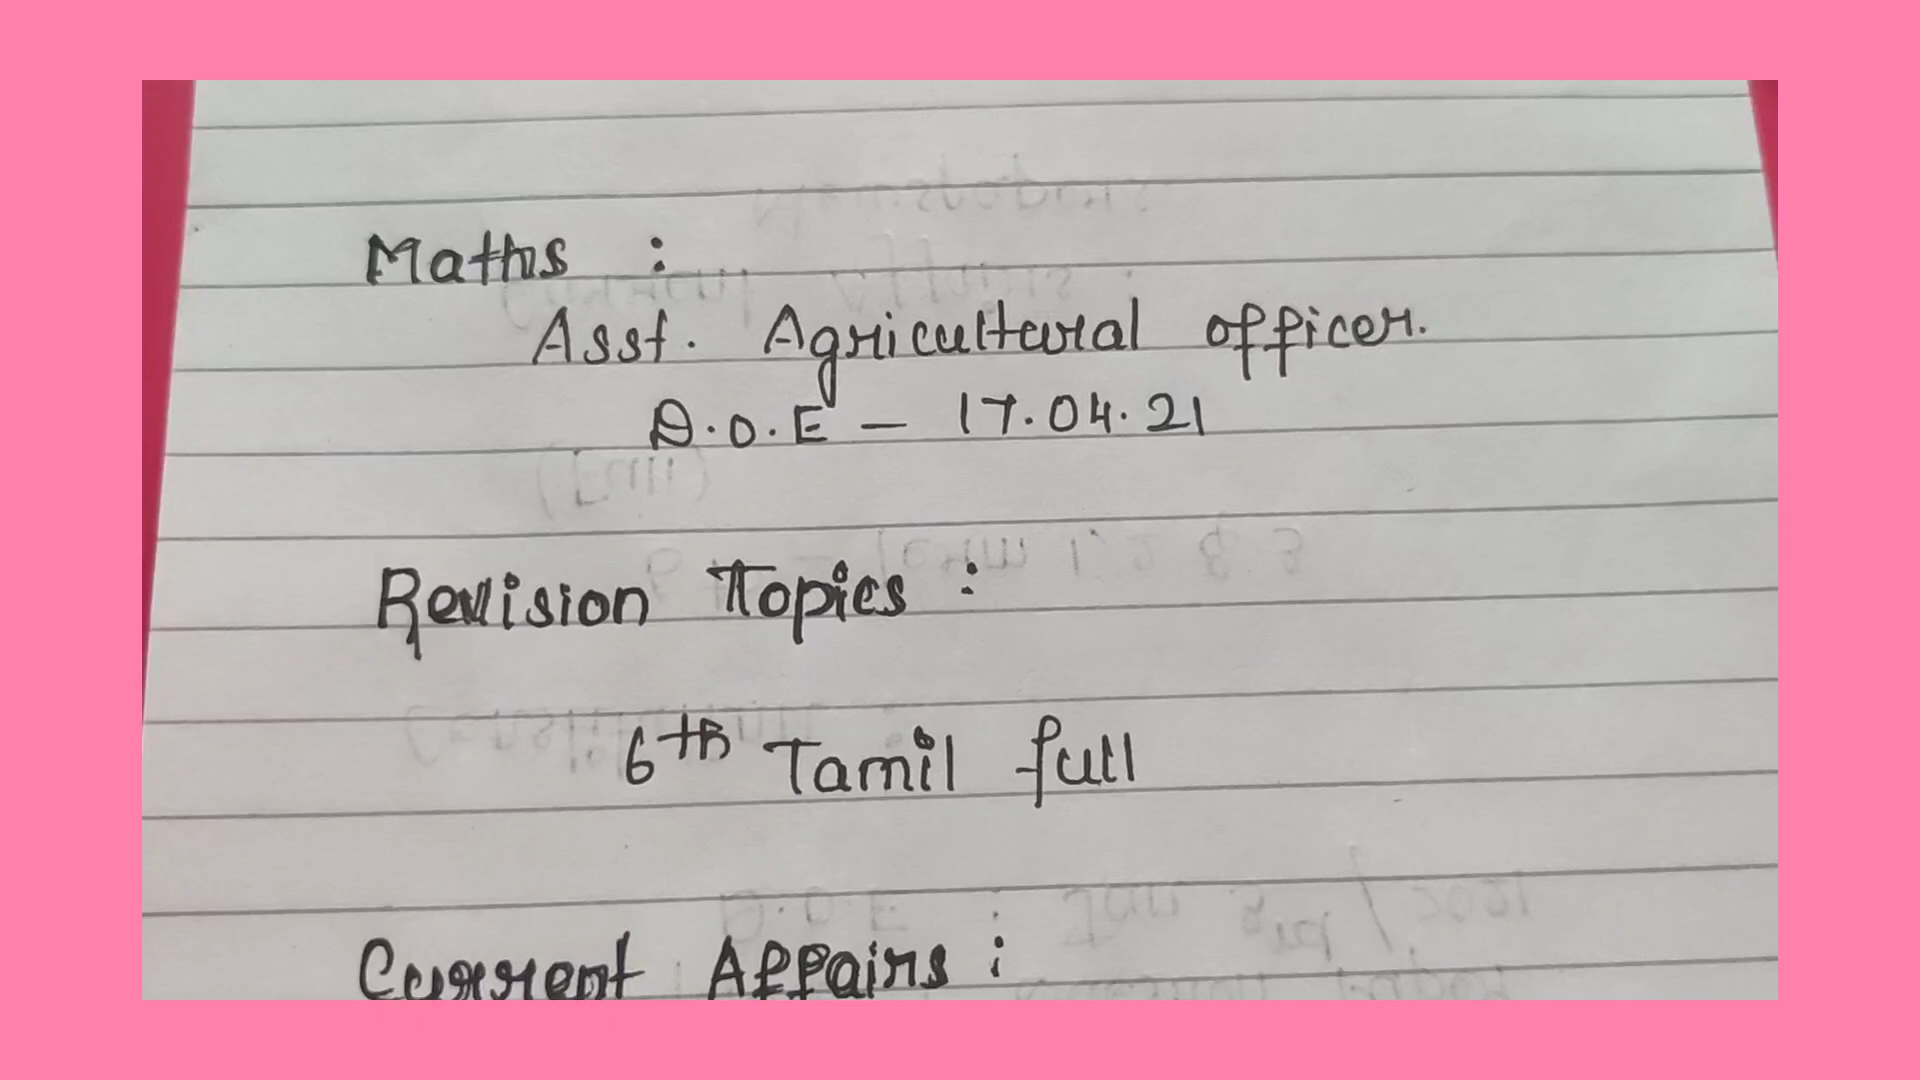 Maths :
Asst. Agricultural officer.
D.O.E – 17.04.21
Revision Topics :
6th Tamil full
Current Affairs :